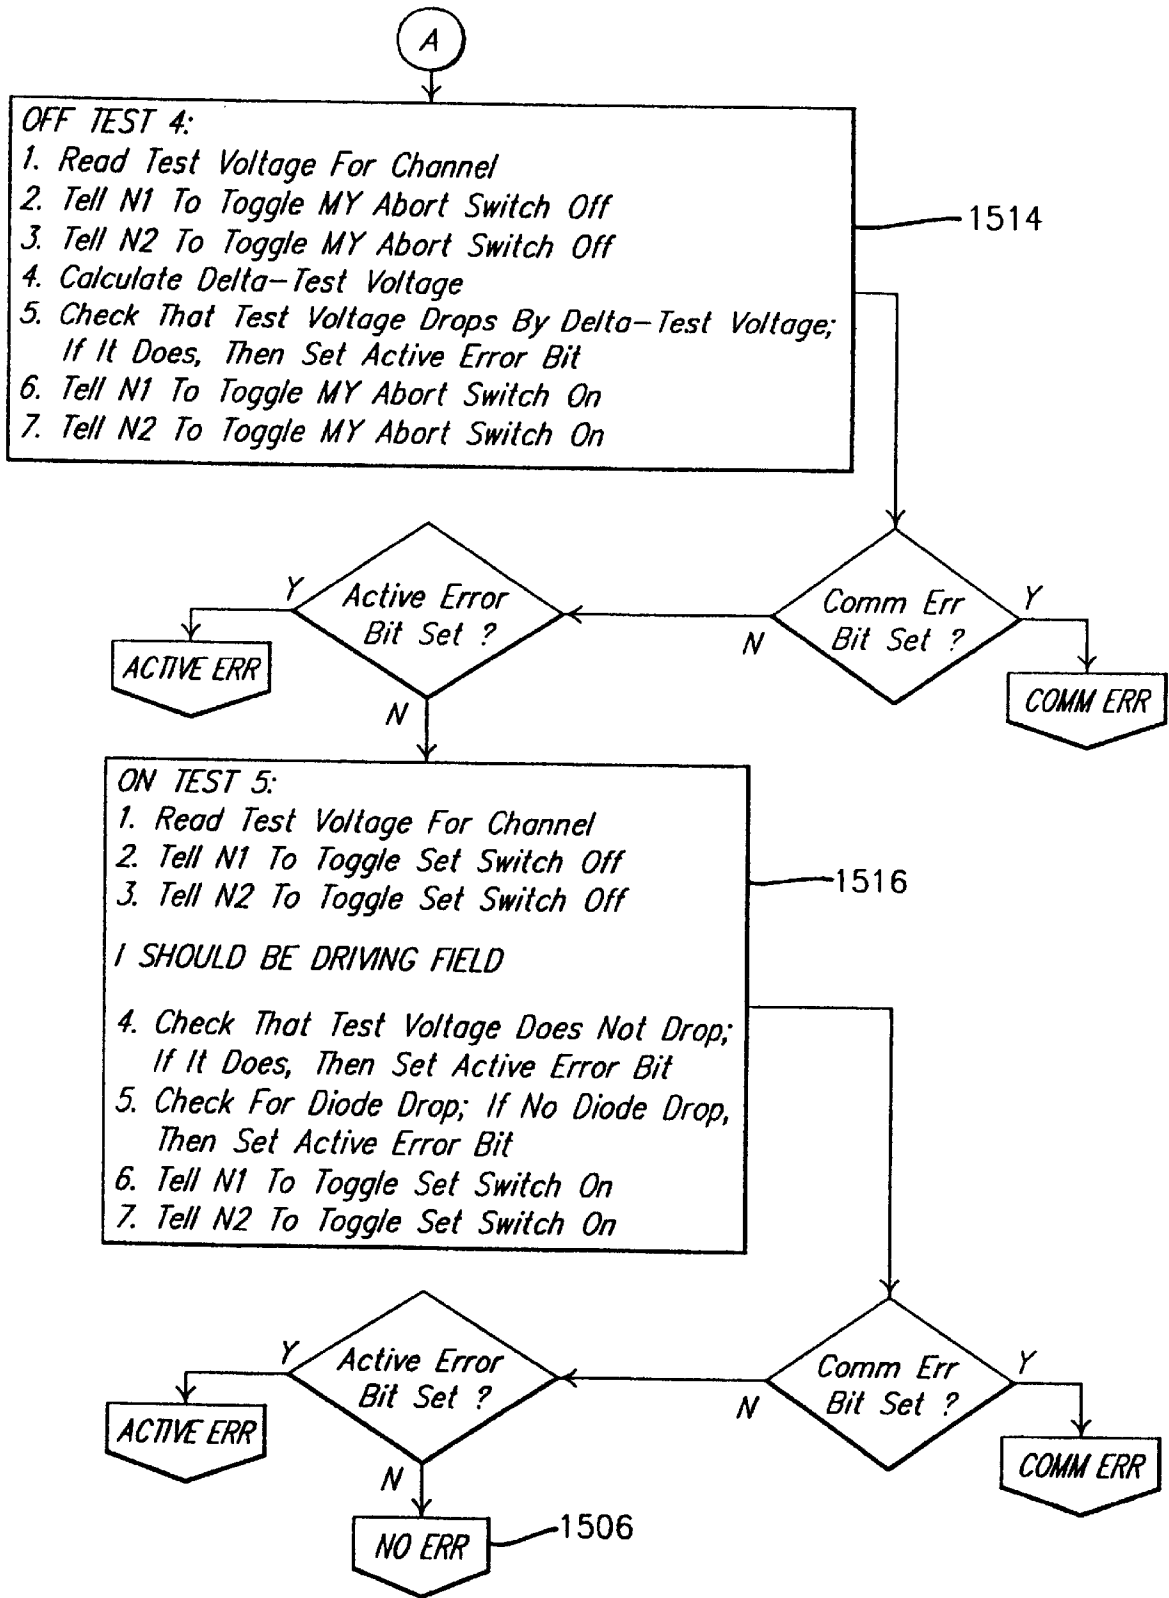 A
OFF TEST 4:
1. Read Test Voltage For Channel
2. Tell N1 To Toggle MY Abort Switch Off
3. Tell N2 To Toggle MY Abort Switch Off
4. Calculate Delta-Test Voltage
5. Check That Test Voltage Drops By Delta-Test Voltage;
If It Does, Then Set Active Error Bit
6. Tell N1 To Toggle MY Abort Switch On
7. Tell N2 To Toggle MY Abort Switch On
1514
Comm Err
Bit Set ?
Y
N
COMM ERR
Active Error
Bit Set ?
Y
N
ACTIVE ERR
ON TEST 5:
1. Read Test Voltage For Channel
2. Tell N1 To Toggle Set Switch Off
3. Tell N2 To Toggle Set Switch Off
I SHOULD BE DRIVING FIELD
4. Check That Test Voltage Does Not Drop;
If It Does, Then Set Active Error Bit
5. Check For Diode Drop; If No Diode Drop,
Then Set Active Error Bit
6. Tell N1 To Toggle Set Switch On
7. Tell N2 To Toggle Set Switch On
1516
Comm Err
Bit Set ?
Y
N
COMM ERR
Active Error
Bit Set ?
Y
N
ACTIVE ERR
NO ERR
1506